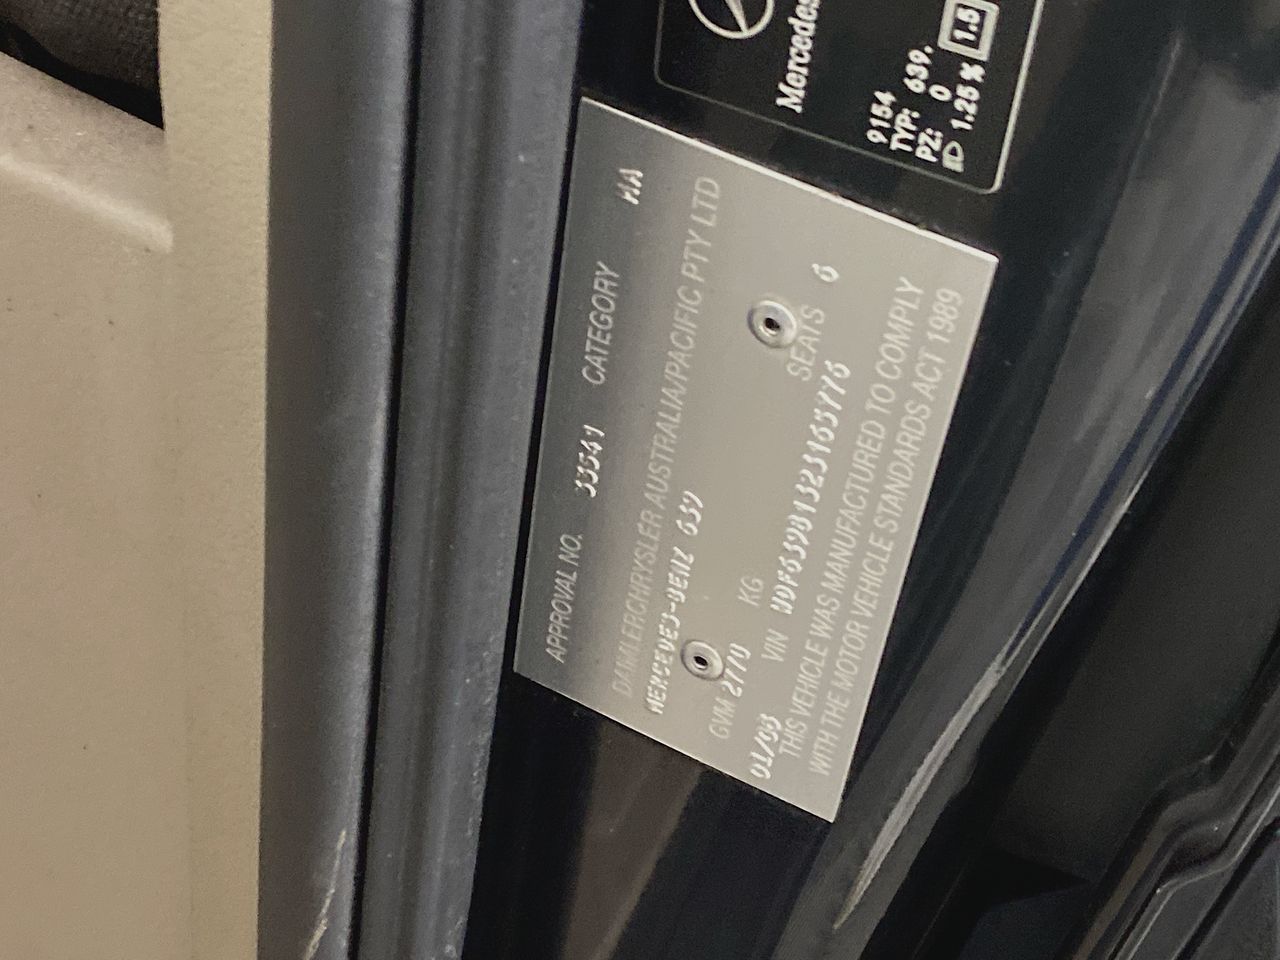 Mercedes
9154
TYP: 639.
PZ: 0
1.25 % 1.5
APPROVAL NO. 33541 CATEGORY MA
DAIMLERCHRYSLER AUSTRALIA/PACIFIC PTY LTD
MERCEDES-BENZ 639
GVM 2770 KG SEATS 6
VIN WDF63981323165776
THIS VEHICLE WAS MANUFACTURED TO COMPLY
WITH THE MOTOR VEHICLE STANDARDS ACT 1989